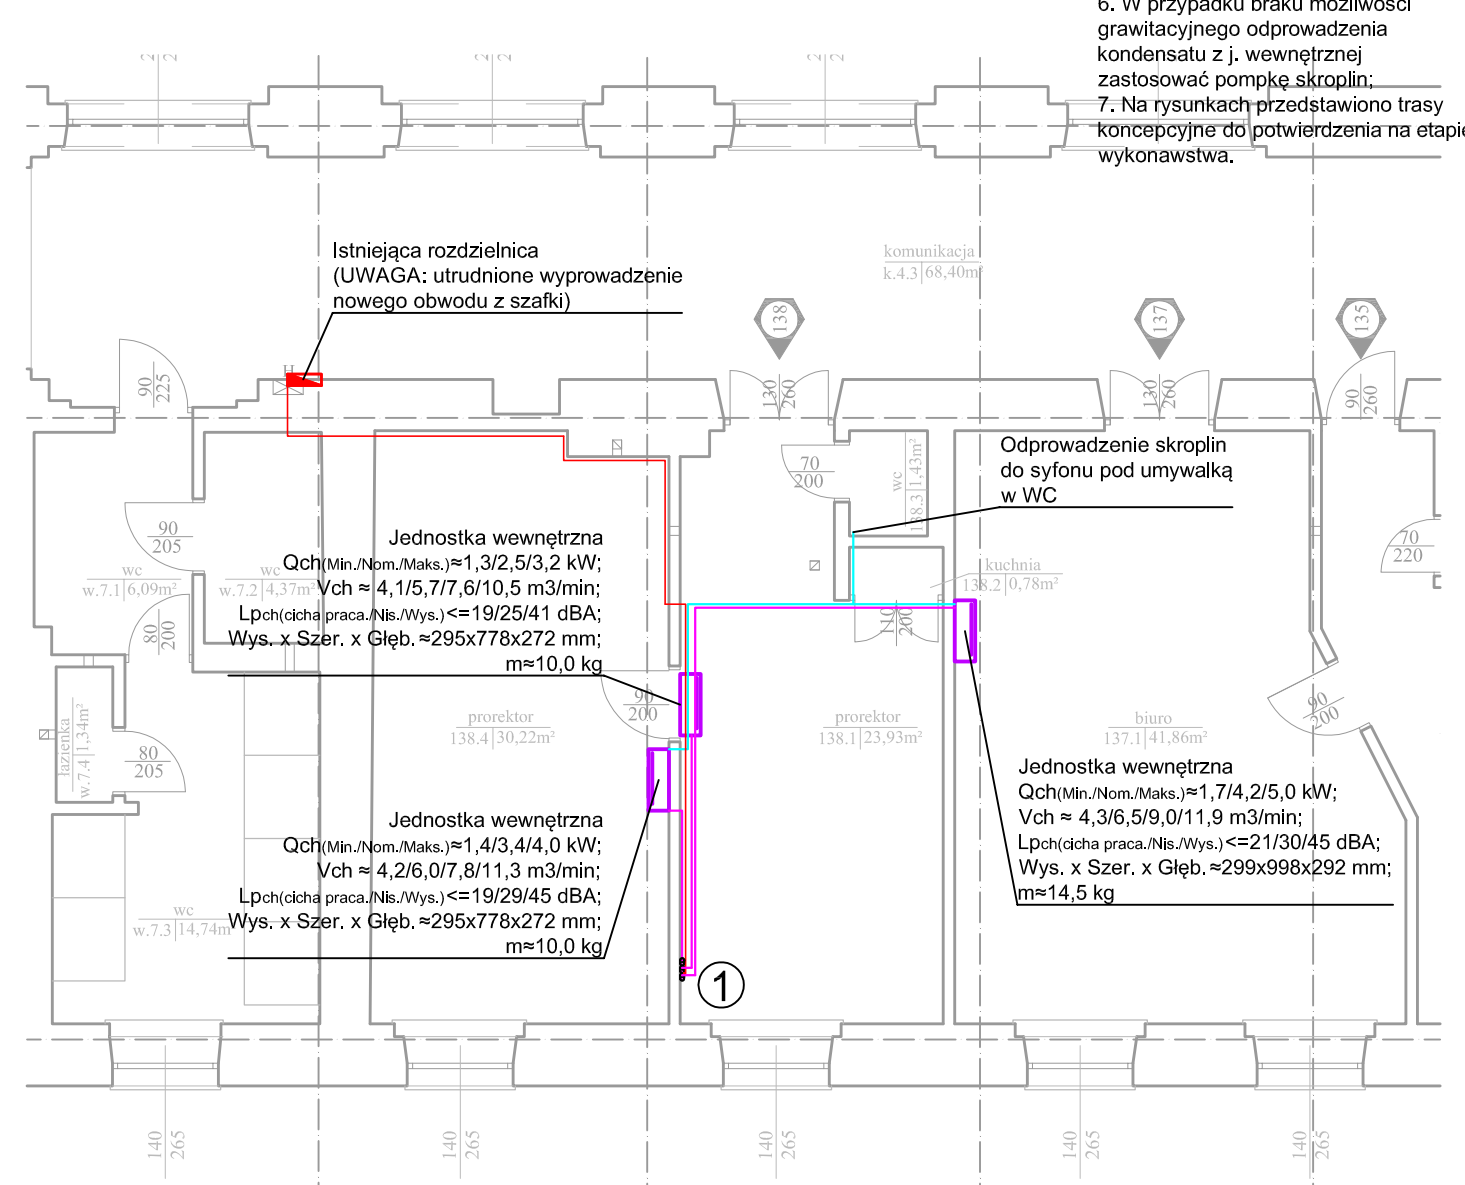 6. W przypadku braku możliwości
grawitacyjnego odprowadzenia
kondensatu z j. wewnętrznej
zastosować pompkę skroplin;
7. Na rysunkach przedstawiono trasy
koncepcyjne do potwierdzenia na etapie
wykonawstwa.
Istniejąca rozdzielnica
(UWAGA: utrudnione wyprowadzenie
nowego obwodu z szafki)
komunikacja
k.4.3 68,40m²
138
137
135
90
225
130
260
130
260
90
260
H
Odprowadzenie skroplin
do syfonu pod umywalką
w WC
70
200
wc
138.3 1,43m²
90
205
70
220
Jednostka wewnętrzna
Qch(Min./Nom./Maks.)≈1,3/2,5/3,2 kW;
Vch ≈ 4,1/5,7/7,6/10,5 m3/min;
Lpch(cicha praca./Nis./Wys.)<=19/25/41 dBA;
Wys. x Szer. x Głęb. ≈295x778x272 mm;
m≈10,0 kg
wc
w.7.1 6,09m²
wc
w.7.2 4,37m²
kuchnia
138.2 0,78m²
80
200
110
200
90
200
90
200
łazienka
w.7.4 1,34m²
80
205
prorektor
138.4 30,22m²
prorektor
138.1 23,93m²
biuro
137.1 41,86m²
Jednostka wewnętrzna
Qch(Min./Nom./Maks.)≈1,7/4,2/5,0 kW;
Vch ≈ 4,3/6,5/9,0/11,9 m3/min;
Lpch(cicha praca./Nis./Wys.)<=21/30/45 dBA;
Wys. x Szer. x Głęb. ≈299x998x292 mm;
m≈14,5 kg
Jednostka wewnętrzna
Qch(Min./Nom./Maks.)≈1,4/3,4/4,0 kW;
Vch ≈ 4,2/6,0/7,8/11,3 m3/min;
Lpch(cicha praca./Nis./Wys.)<=19/29/45 dBA;
Wys. x Szer. x Głęb. ≈295x778x272 mm;
m≈10,0 kg
wc
w.7.3 14,74m
1
140
265
140
265
140
265
140
265
140
265